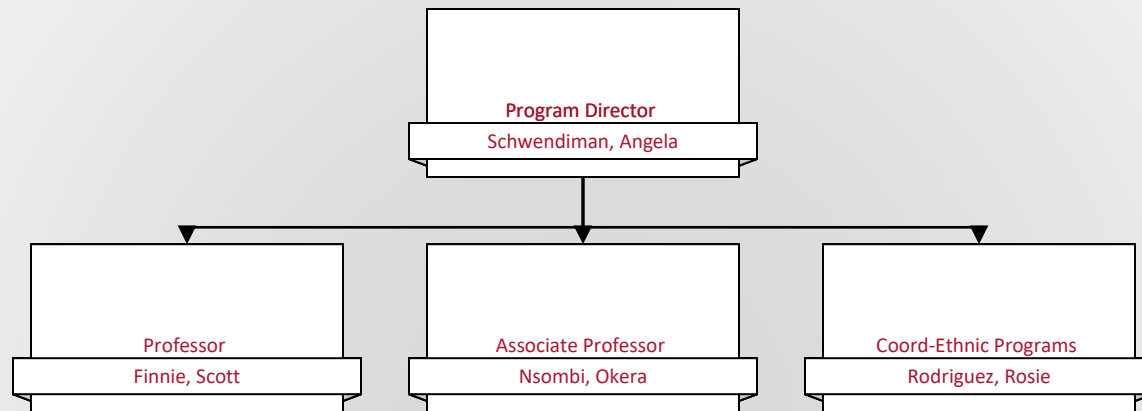 Program Director
Schwendiman, Angela
Professor
Finnie, Scott
Associate Professor
Nsombi, Okera
Coord-Ethnic Programs
Rodriguez, Rosie